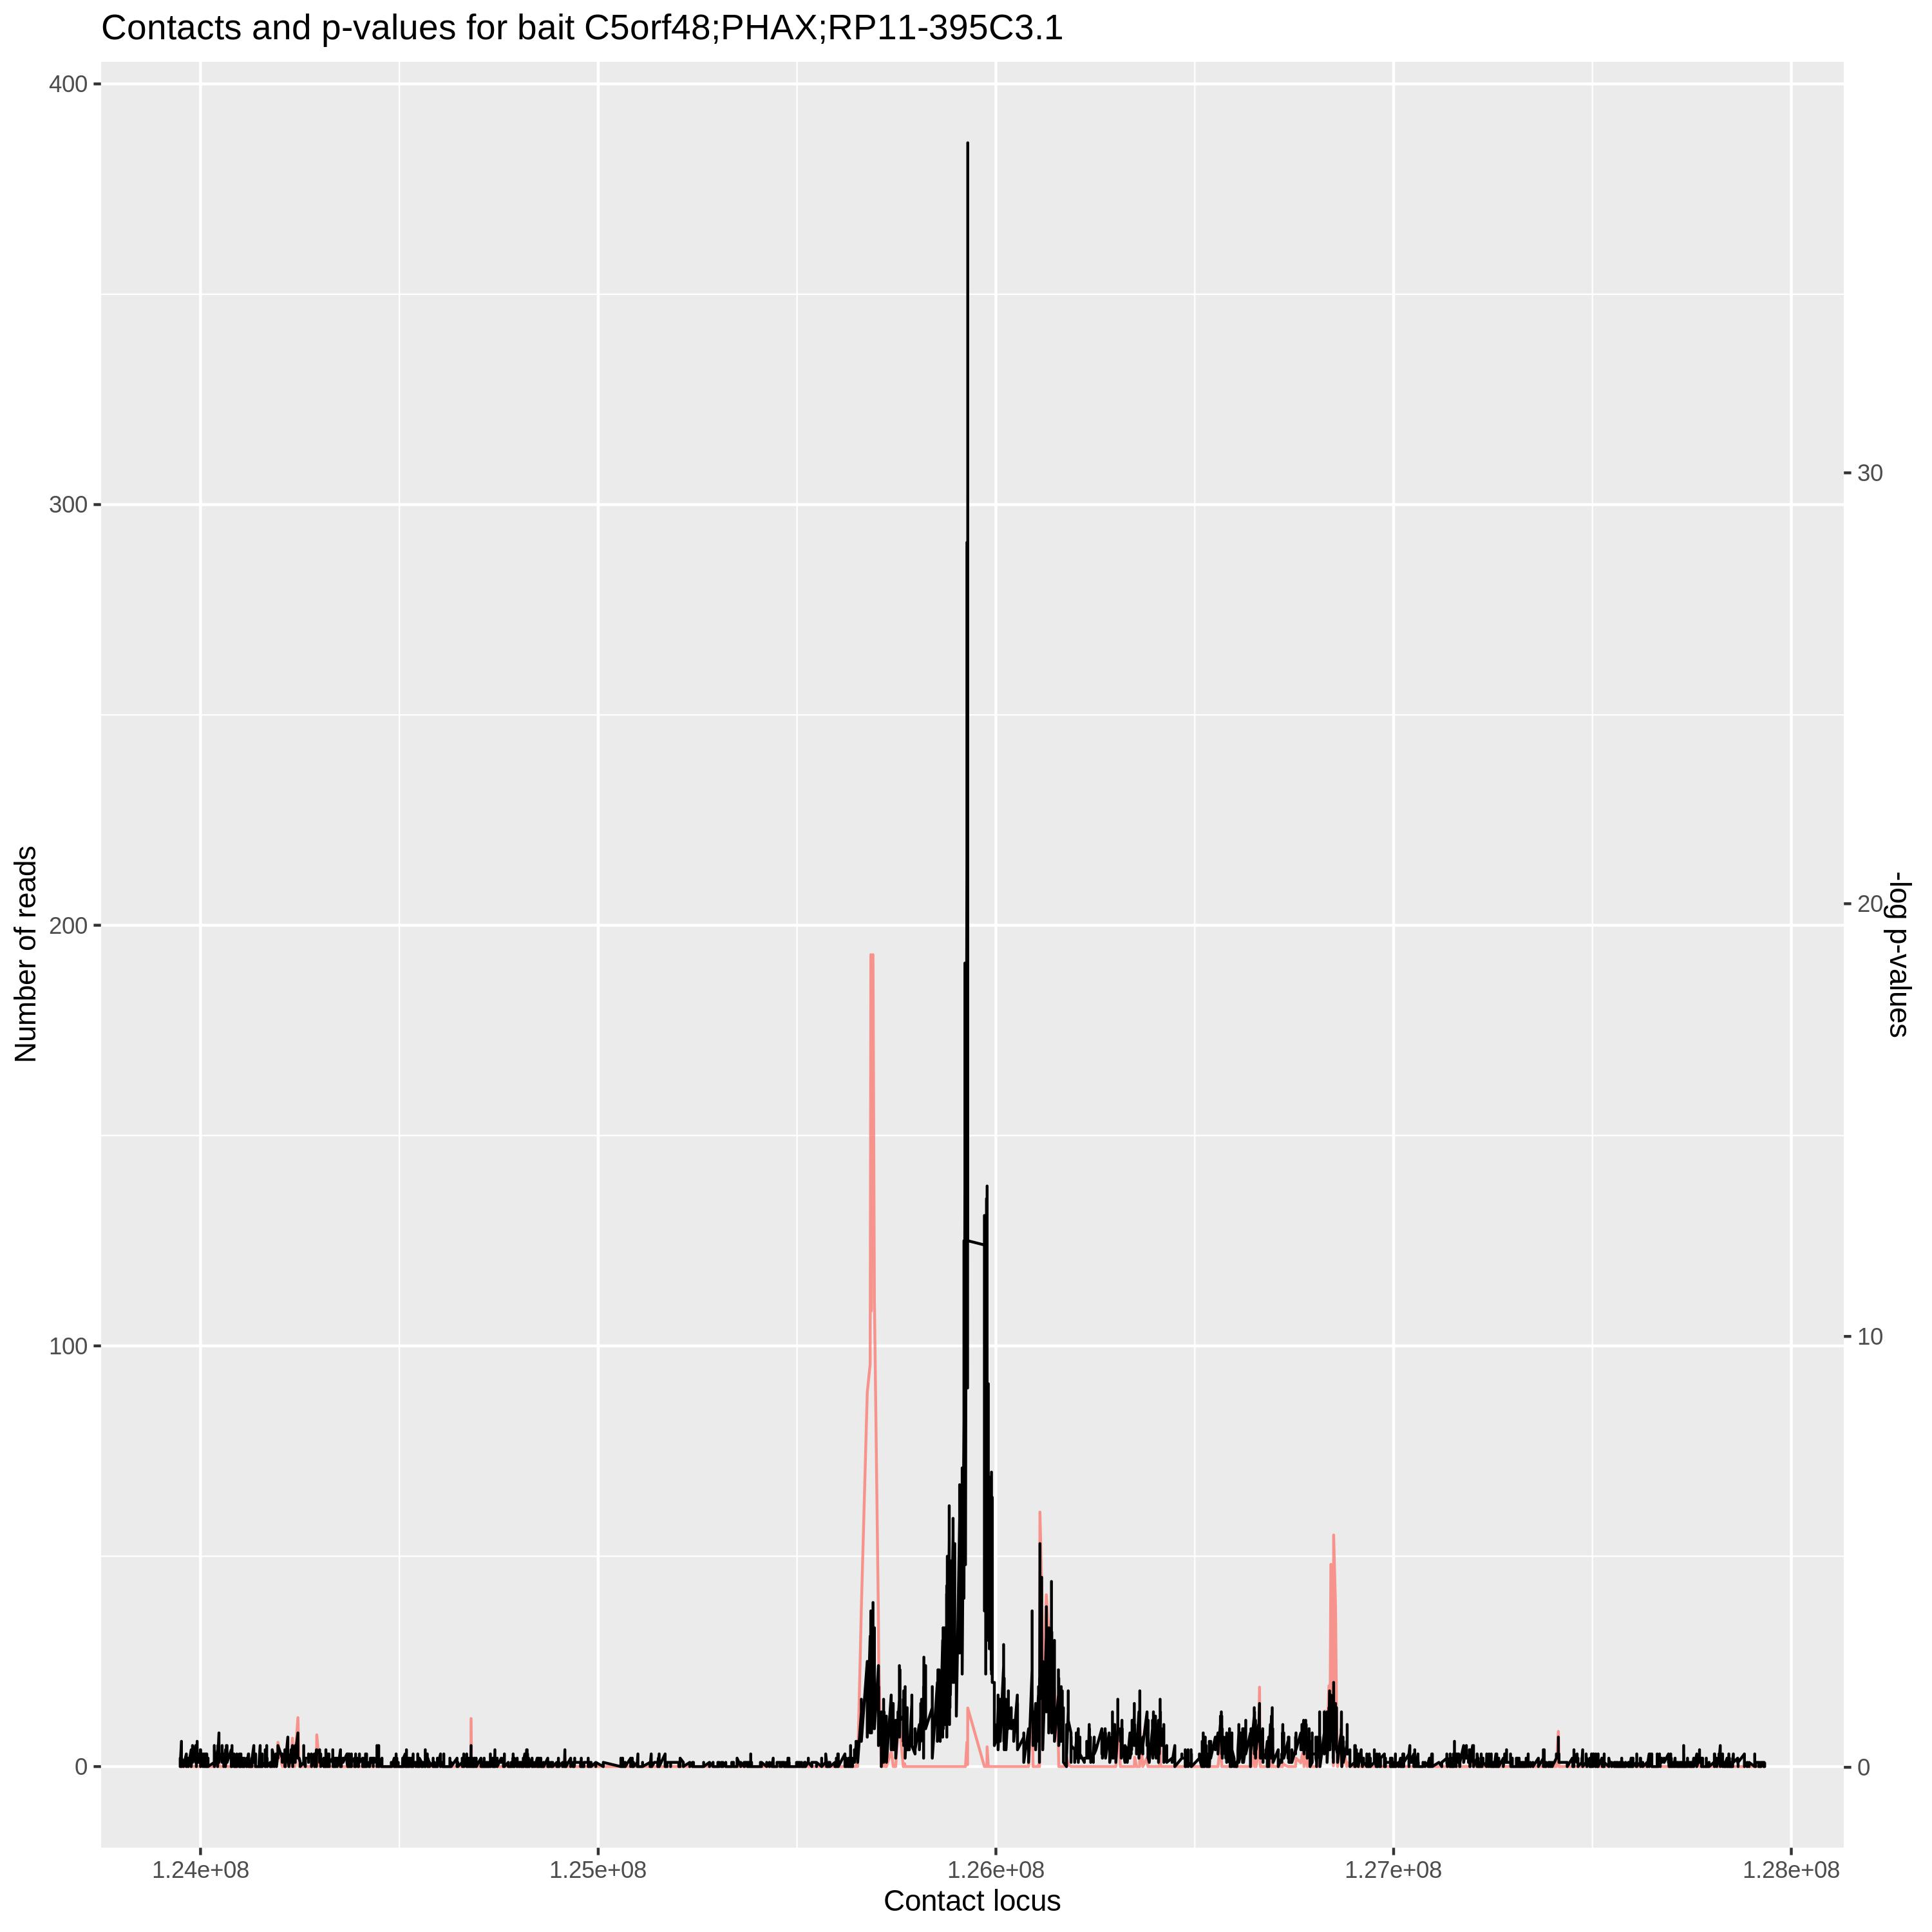 Contacts and p-values for bait C5orf48;PHAX;RP11-395C3.1
400
300
200
100
0
Number of reads
30
20
10
0
-log p-values
1.24e+08
1.25e+08
1.26e+08
1.27e+08
1.28e+08
Contact locus